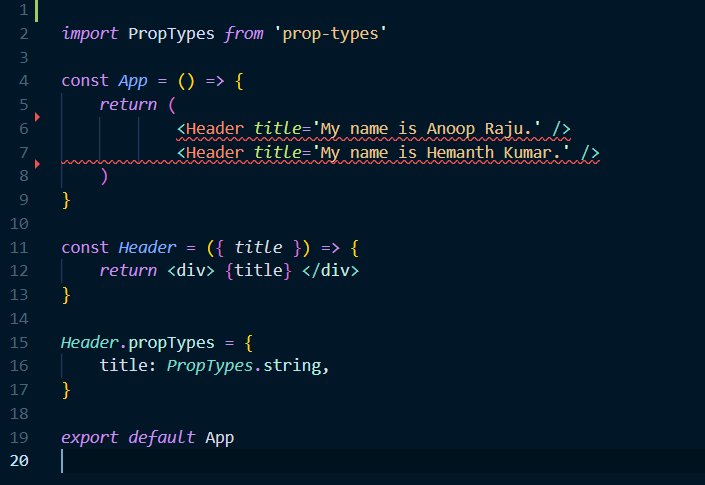 1
2 import PropTypes from 'prop-types'
3
4 const App = () => {
5     return (
6             <Header title='My name is Anoop Raju.' />
7             <Header title='My name is Hemanth Kumar.' />
8     )
9 }
10
11 const Header = ({ title }) => {
12     return <div> {title} </div>
13 }
14
15 Header.propTypes = {
16     title: PropTypes.string,
17 }
18
19 export default App
20